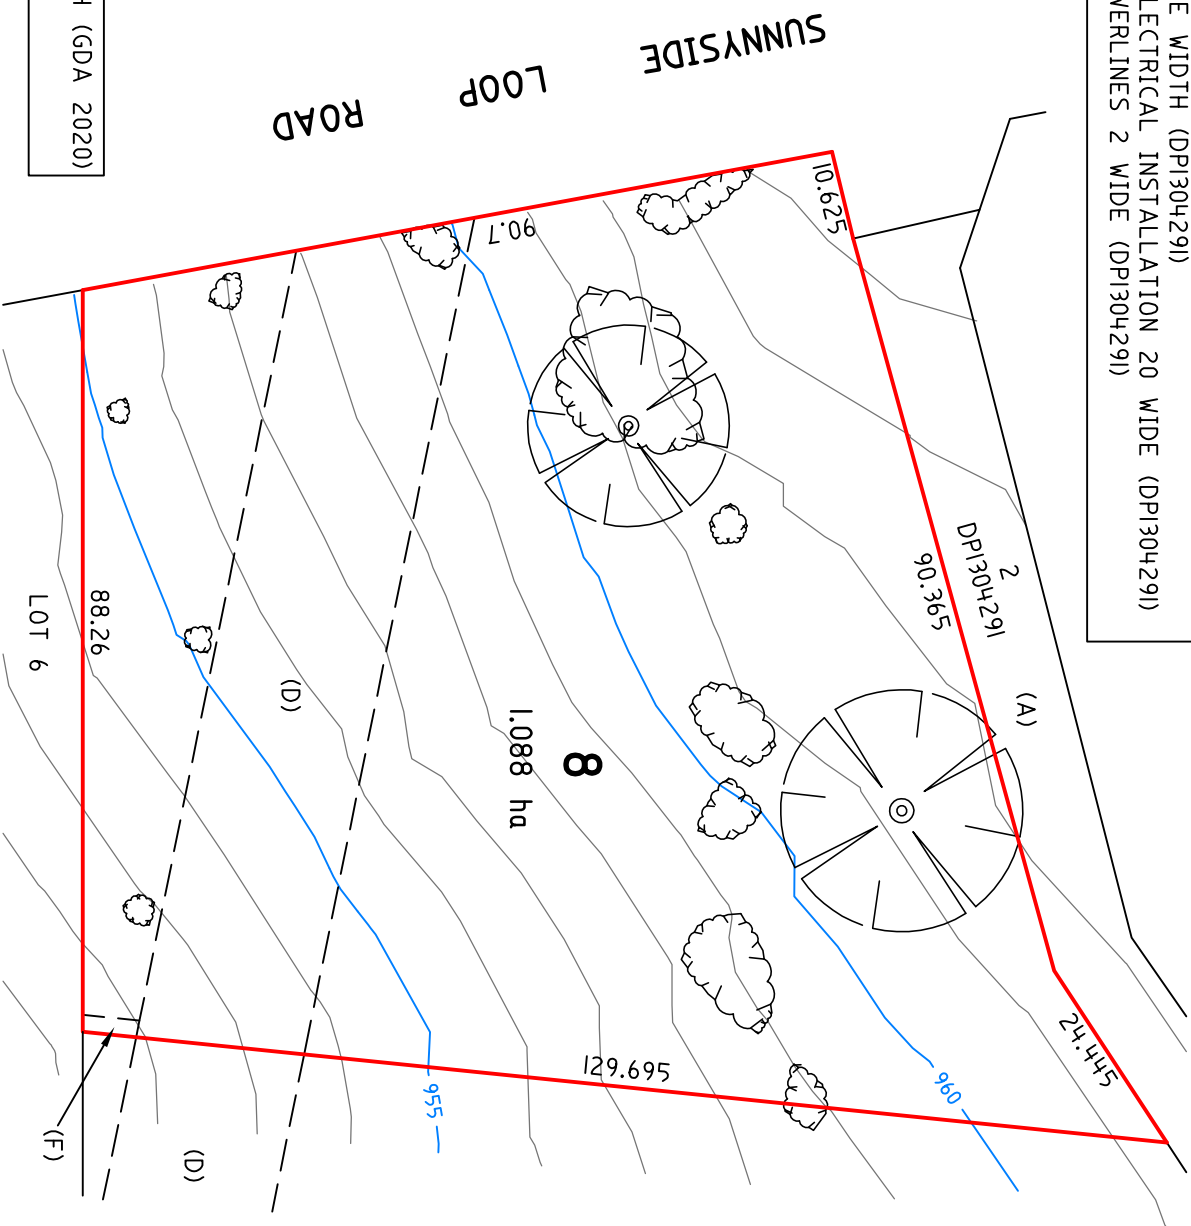 SUNNYSIDE LOOP ROAD
H (GDA 2020)
E WIDTH (DP1304291)
LECTRICAL INSTALLATION 20 WIDE (DP1304291)
WERLINES 2 WIDE (DP1304291)
10.625
90.7
2
DP1304291
90.365
(A)
88.26
LOT 6
(D)
8
1.088 ha
24.445
129.695
960
955
(F)
(D)